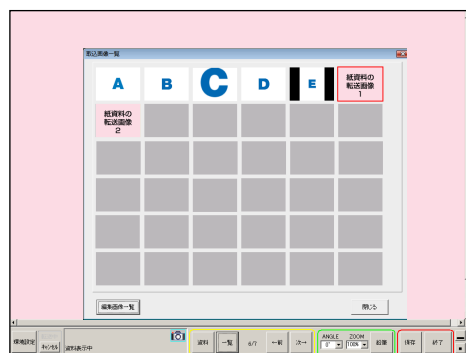 取込画像一覧
A B C D E 紙資料の
転送画像
1
紙資料の
転送画像
2
編集画像一覧 閉じる
ANGLE ZOOM
環境設定 キャンセル 資料表示中 資料 一覧 6/7 ←前 次→ 0° 100% 拾筆 保存 終了